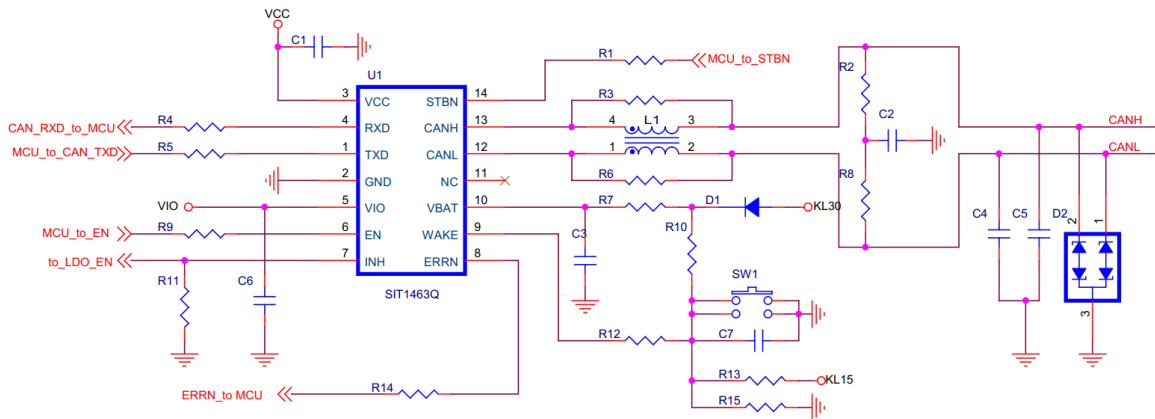 VCC
C1
U1
R1
MCU_to_STBN
R2
3 VCC STBN 14
R3
C2
CAN_RXD_to_MCU R4 4 RXD CANH 13 4 L1 3
CANH
MCU_to_CAN_TXD R5 1 TXD CANL 12 1 2
CANL
2 GND NC 11
R6
R8
VIO 5 VIO VBAT 10 R7 D1 KL30
C4 C5 D2 2 1
MCU_to_EN R9 6 EN WAKE 9 C3 R10
to_LDO_EN 7 INH ERRN 8
R11 C6
SIT1463Q
SW1
3
R12 C7
R13 KL15
ERRN_to MCU R14
R15